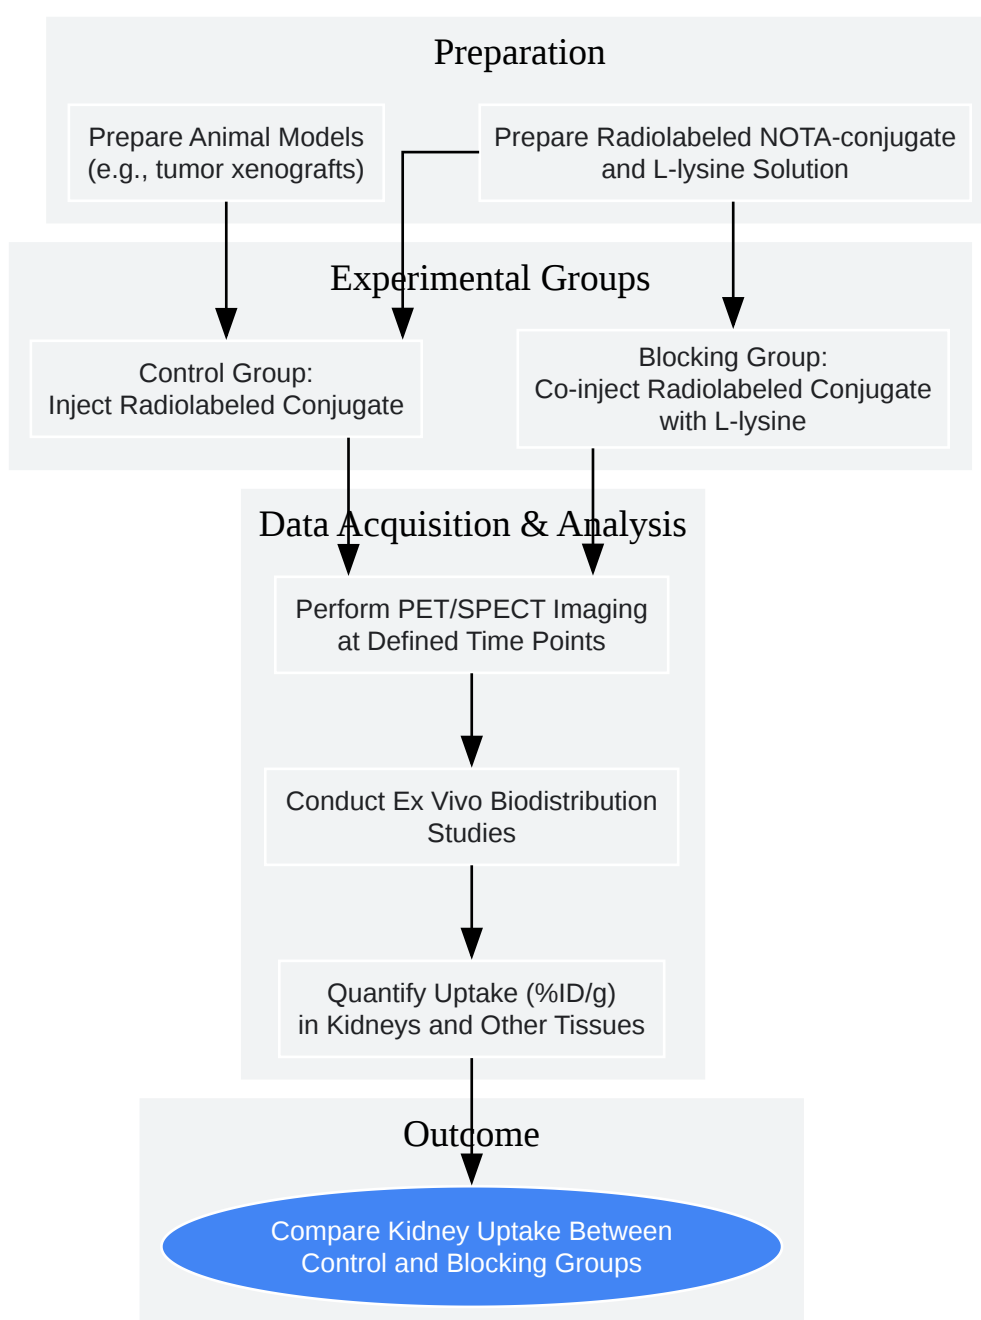 Preparation
Prepare Animal Models
(e.g., tumor xenografts)
Prepare Radiolabeled NOTA-conjugate
and L-lysine Solution
Experimental Groups
Control Group:
Inject Radiolabeled Conjugate
Blocking Group:
Co-inject Radiolabeled Conjugate
with L-lysine
Data Acquisition & Analysis
Perform PET/SPECT Imaging
at Defined Time Points
Conduct Ex Vivo Biodistribution
Studies
Quantify Uptake (%ID/g)
in Kidneys and Other Tissues
Outcome
Compare Kidney Uptake Between
Control and Blocking Groups